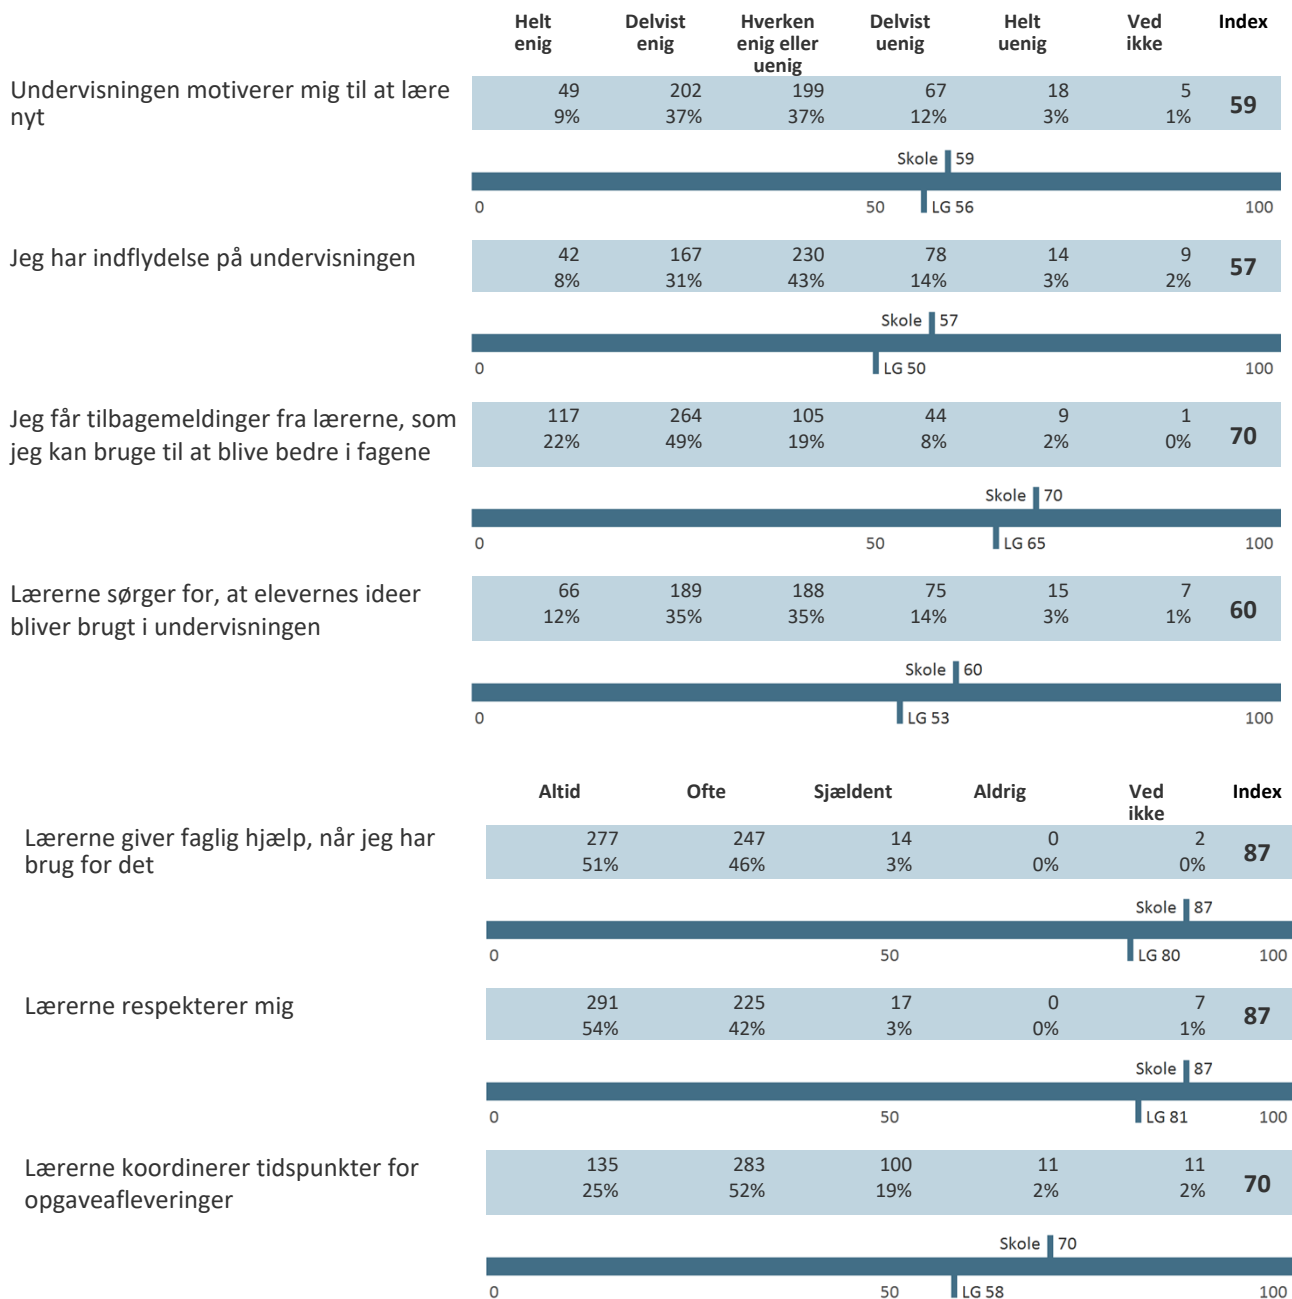 Helt Delvist Hverken Delvist Helt Ved Index
enig enig enig eller uenig uenig ikke
uenig
Undervisningen motiverer mig til at lære 49 202 199 67 18 5 59
nyt 9% 37% 37% 12% 3% 1%
Skole 59
0 50 LG 56 100
Jeg har indflydelse på undervisningen 42 167 230 78 14 9 57
8% 31% 43% 14% 3% 2%
Skole 57
0 LG 50 100
Jeg får tilbagemeldinger fra lærerne, som 117 264 105 44 9 1 70
jeg kan bruge til at blive bedre i fagene 22% 49% 19% 8% 2% 0%
Skole 70
0 50 LG 65 100
Lærerne sørger for, at elevernes ideer 66 189 188 75 15 7 60
bliver brugt i undervisningen 12% 35% 35% 14% 3% 1%
Skole 60
0 LG 53 100
Altid Ofte Sjældent Aldrig Ved Index
ikke
Lærerne giver faglig hjælp, når jeg har 277 247 14 0 2 87
brug for det 51% 46% 3% 0% 0%
Skole 87
0 50 LG 80 100
Lærerne respekterer mig 291 225 17 0 7 87
54% 42% 3% 0% 1%
Skole 87
0 50 LG 81 100
Lærerne koordinerer tidspunkter for 135 283 100 11 11 70
opgaveafleveringer 25% 52% 19% 2% 2%
Skole 70
0 50 LG 58 100